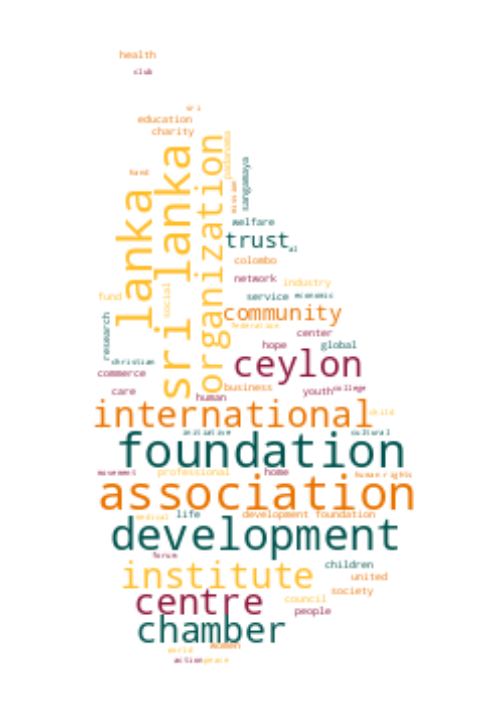 health
club
sri
education
charity
sangamaya
lanka
sri lanka
organization
welfare
trust
al
colombo
network
industry
fund
social
service
economic
community
federation
research
center
hope
global
christian
ceylon
commerce
care
business
youth
college
human
international
child
initiative
cultural
foundation
movement
professional
home
human rights
association
medical
life
development foundation
development
forum
children
institute
united
society
centre
council
people
chamber
women
world
action
peace